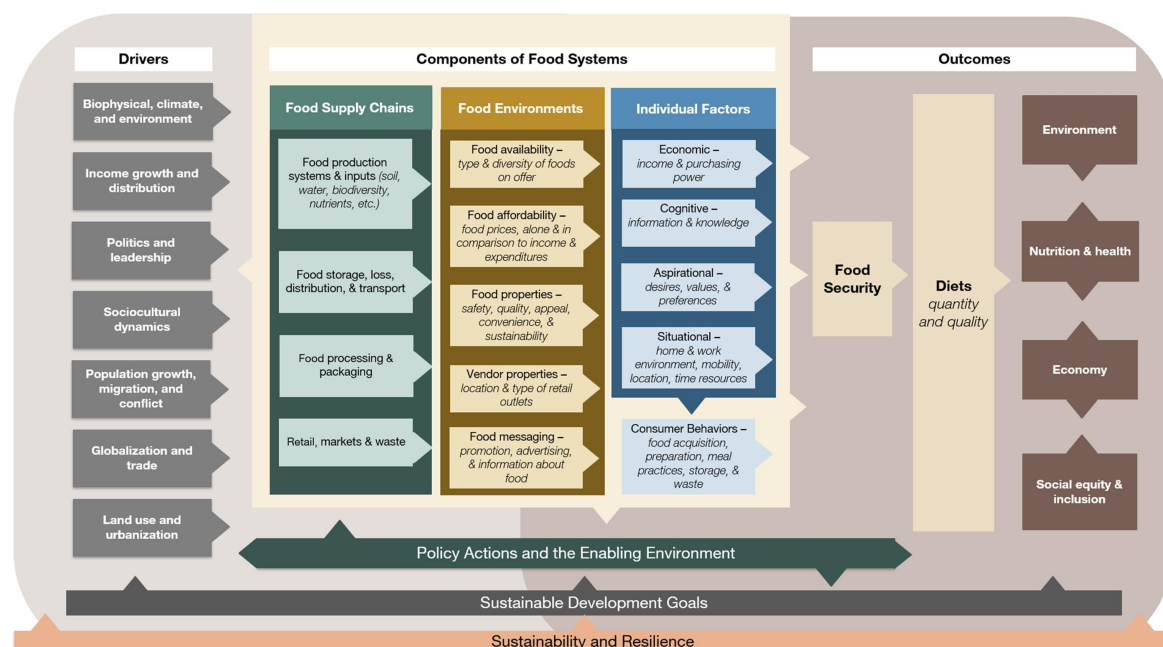 Drivers
Biophysical, climate,
and environment
Income growth and
distribution
Politics and
leadership
Sociocultural
dynamics
Population growth,
migration, and
conflict
Globalization and
trade
Land use and
urbanization
Components of Food Systems
Food Supply Chains
Food production
systems & inputs (soil,
water, biodiversity,
nutrients, etc.)
Food storage, loss,
distribution, & transport
Food processing &
packaging
Retail, markets & waste
Food Environments
Food availability –
type & diversity of foods
on offer
Food affordability –
food prices, alone & in
comparison to income &
expenditures
Food properties –
safety, quality, appeal,
convenience, &
sustainability
Vendor properties –
location & type of retail
outlets
Food messaging –
promotion, advertising,
& information about
food
Individual Factors
Economic –
income & purchasing
power
Cognitive –
information & knowledge
Aspirational –
desires, values, &
preferences
Situational –
home & work
environment, mobility,
location, time resources
Consumer Behaviors –
food acquisition,
preparation, meal
practices, storage, &
waste
Outcomes
Food
Security
Diets
quantity
and quality
Environment
Nutrition & health
Economy
Social equity &
inclusion
Policy Actions and the Enabling Environment
Sustainable Development Goals
Sustainability and Resilience